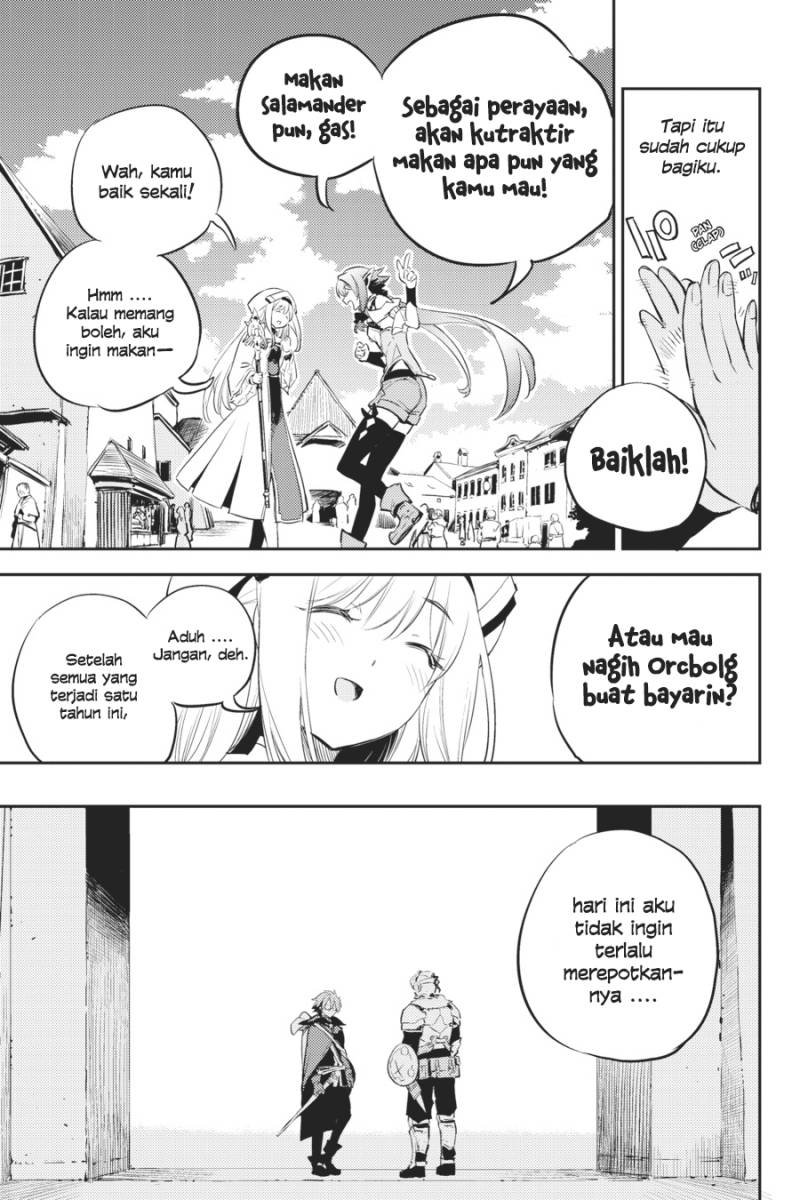 Tapi itu
sudah cukup
bagiku.
パン
PAN
(CLAP)
Baiklah!
Sebagai perayaan,
akan kutraktir
makan apa pun yang
kamu mau!
Makan
Salamander
pun, gas!
Wah, kamu
baik sekali!
Hmm ....
Kalau memang
boleh, aku
ingin makan—
Atau mau
nagih Orcbolg
buat bayarin?
Aduh ....
Jangan, deh.
Setelah
semua yang
terjadi satu
tahun ini,
hari ini aku
tidak ingin
terlalu
merepotkan-
nya ....